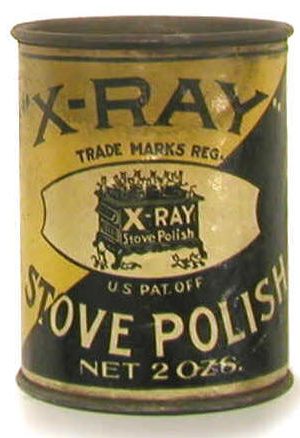 "X-RAY"
TRADE MARKS REG.
X-RAY
Stove Polish
U.S. PAT. OFF
STOVE POLISH
NET 2 OZS.